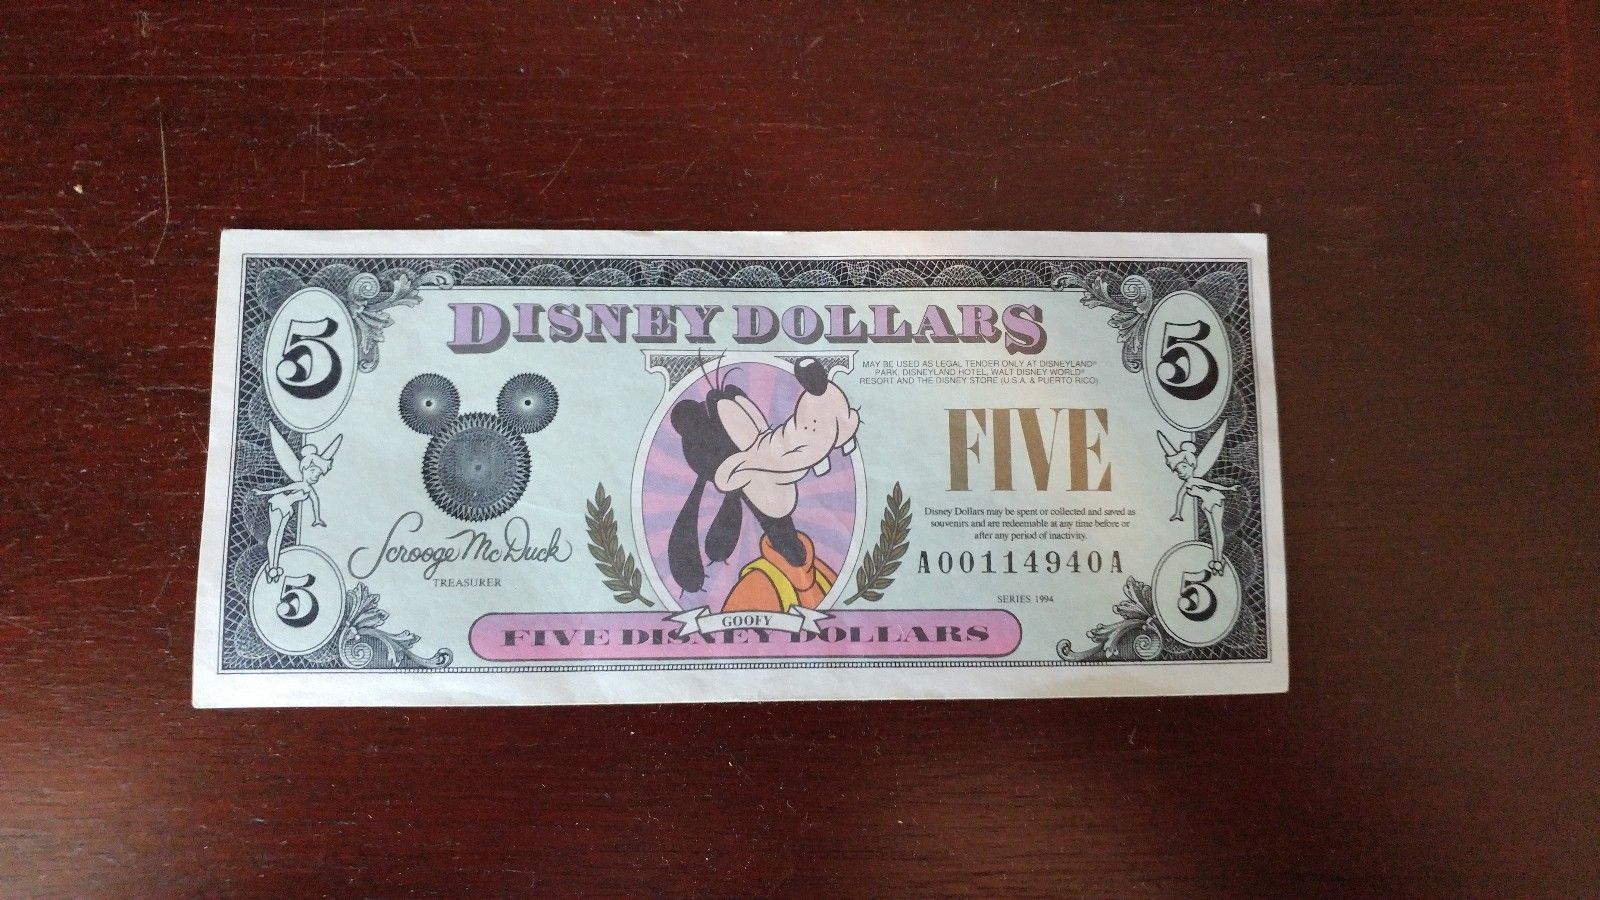 5
5
DISNEY DOLLARS
MAY BE USED AS LEGAL TENDER ONLY AT DISNEYLAND®
PARK, DISNEYLAND HOTEL, WALT DISNEY WORLD®
RESORT AND THE DISNEY STORE (U.S.A. & PUERTO RICO)
FIVE
Disney Dollars may be spent or collected and saved as
souvenirs and are redeemable at any time before or
after any period of inactivity.
Scrooge McDuck
TREASURER
A00114940A
SERIES 1994
5
5
GOOFY
FIVE DISNEY DOLLARS